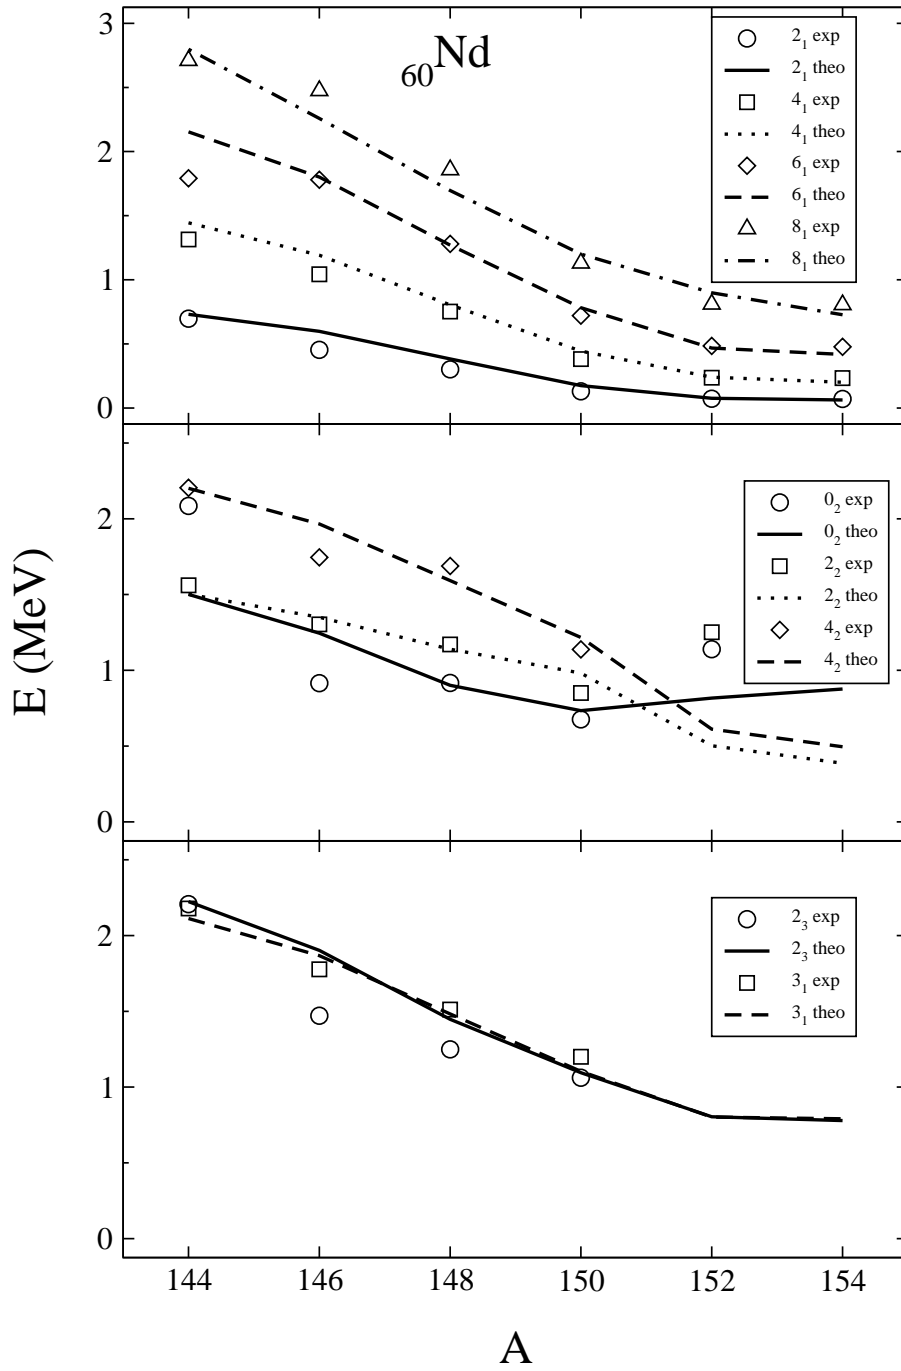 ₆₀Nd
3
2
1
0
2₁ exp
2₁ theo
4₁ exp
4₁ theo
6₁ exp
6₁ theo
8₁ exp
8₁ theo
E (MeV)
2
1
0
0₂ exp
0₂ theo
2₂ exp
2₂ theo
4₂ exp
4₂ theo
2
1
0
2₃ exp
2₃ theo
3₁ exp
3₁ theo
144 146 148 150 152 154
A